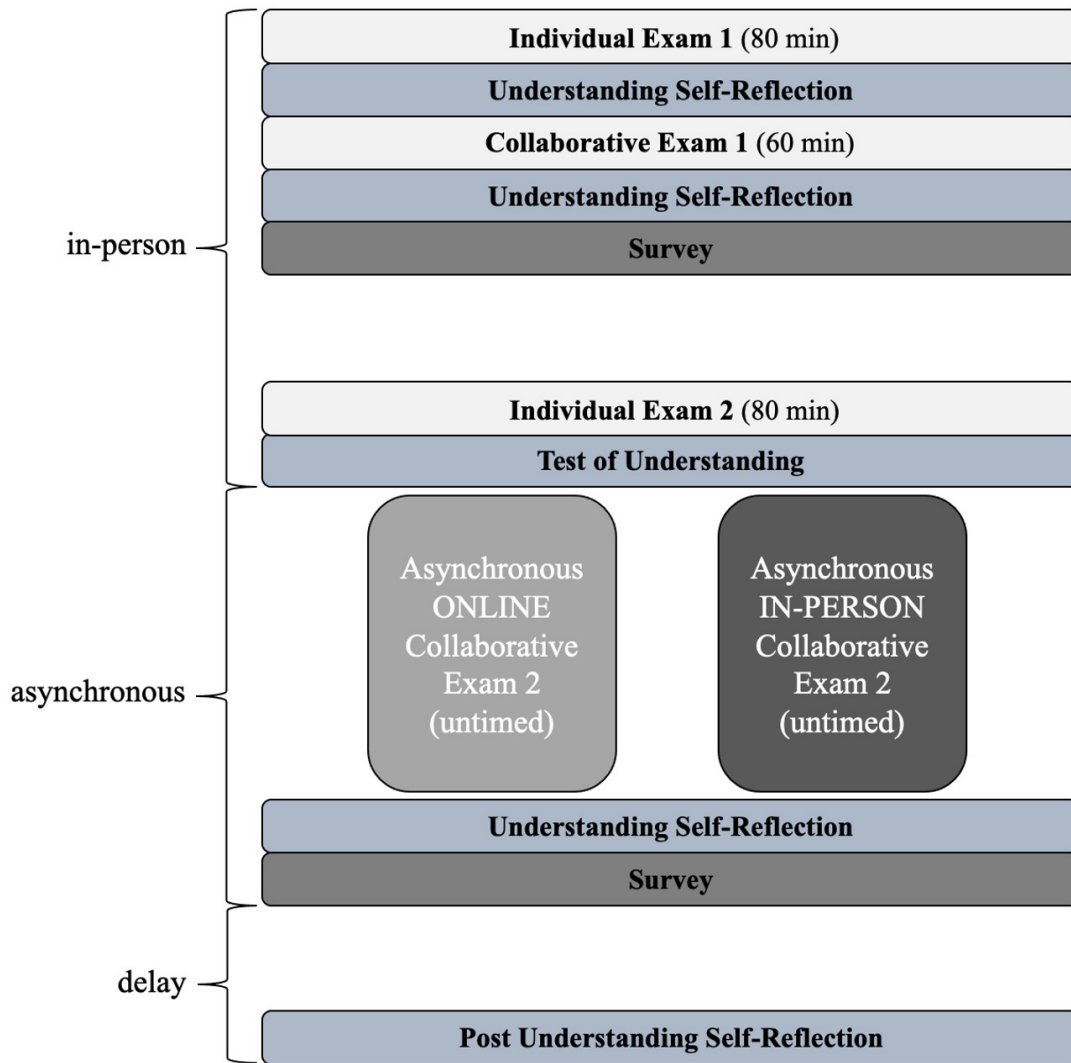 Individual Exam 1 (80 min)
Understanding Self-Reflection
Collaborative Exam 1 (60 min)
Understanding Self-Reflection
in-person
Survey
Individual Exam 2 (80 min)
Test of Understanding
Asynchronous
ONLINE
Collaborative
Exam 2
(untimed)
Asynchronous
IN-PERSON
Collaborative
Exam 2
(untimed)
asynchronous
Understanding Self-Reflection
Survey
delay
Post Understanding Self-Reflection